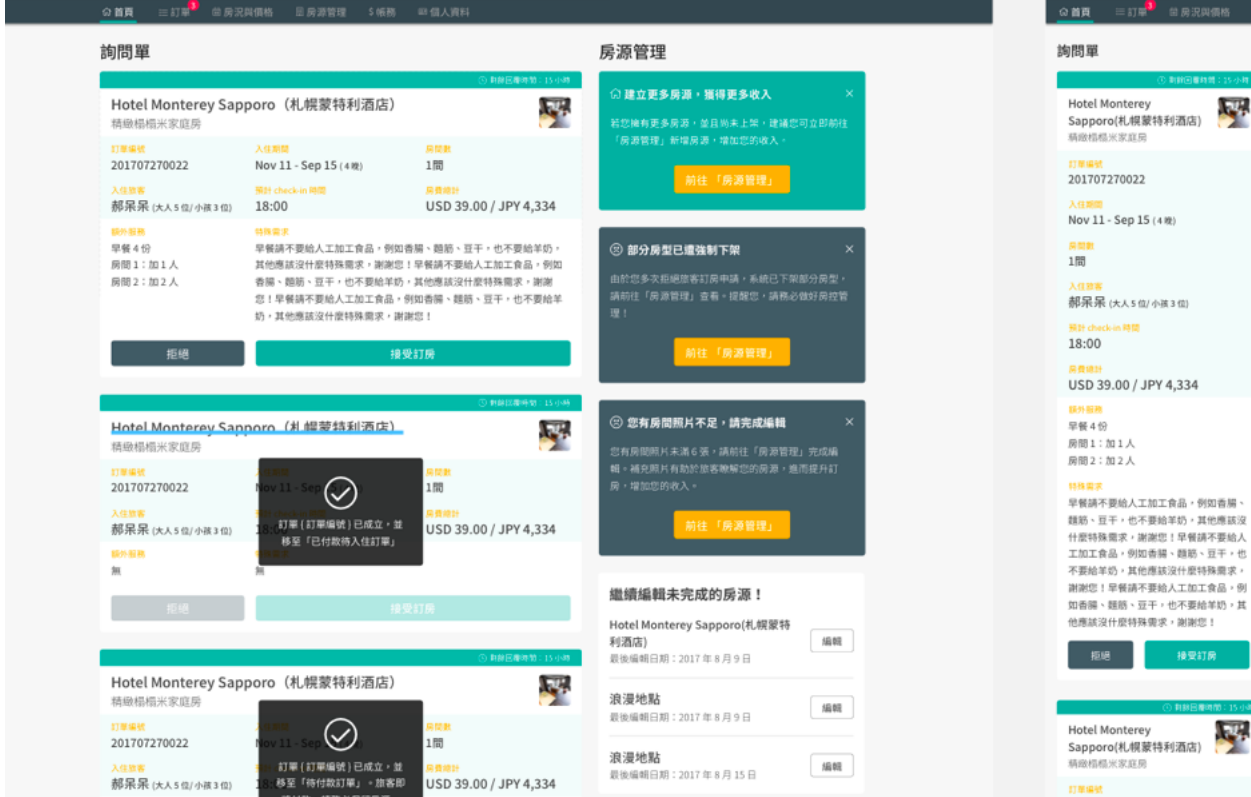 首頁
訂單
3
房況與價格
房源管理
$ 帳務
個人資料
詢問單
剩餘回覆時間：15 小時
Hotel Monterey Sapporo（札幌蒙特利酒店）
精緻榻榻米家庭房
訂單編號
入住期間
房間數
201707270022
Nov 11 - Sep 15 (4 晚)
1間
入住旅客
預計 check-in 時間
房費總計
郝呆呆 (大人 5 位/ 小孩 3 位)
18:00
USD 39.00 / JPY 4,334
額外服務
特殊需求
早餐 4 份
房間 1：加 1 人
房間 2：加 2 人
早餐請不要給人工加工食品，例如香腸、麵筋、豆干，也不要給羊奶，
其他應該沒什麼特殊需求，謝謝您！早餐請不要給人工加工食品，例如
香腸、麵筋、豆干，也不要給羊奶，其他應該沒什麼特殊需求，謝謝
您！早餐請不要給人工加工食品，例如香腸、麵筋、豆干，也不要給羊
奶，其他應該沒什麼特殊需求，謝謝您！
拒絕
接受訂房
剩餘回覆時間：15 小時
Hotel Monterey Sapporo（札幌蒙特利酒店）
精緻榻榻米家庭房
訂單編號
房間數
201707270022
Nov 11 - Sep
1間
入住旅客
房費總計
郝呆呆 (大人 5 位/ 小孩 3 位)
18:00
USD 39.00 / JPY 4,334
訂單 ( 訂單編號 ) 已成立，並
移至「已付款待入住訂單」
額外服務
無
無
拒絕
接受訂房
剩餘回覆時間：15 小時
Hotel Monterey Sapporo（札幌蒙特利酒店）
精緻榻榻米家庭房
訂單編號
房間數
201707270022
Nov 11 - Sep
1間
入住旅客
房費總計
郝呆呆 (大人 5 位/ 小孩 3 位)
USD 39.00 / JPY 4,334
訂單 ( 訂單編號 ) 已成立，並
移至「待付款訂單」。旅客即
房源管理
建立更多房源，獲得更多收入
若您擁有更多房源，並且尚未上架，建議您可立即前往
「房源管理」新增房源，增加您的收入。
前往 「房源管理」
部分房型已遭強制下架
由於您多次拒絕旅客訂房申請，系統已下架部分房型，
請前往「房源管理」查看。提醒您，請務必做好房控管
理！
前往 「房源管理」
您有房間照片不足，請完成編輯
您有房間照片未滿 6 張，請前往「房源管理」完成編
輯。補充照片有助於旅客瞭解您的房源，進而提升訂
房，增加您的收入。
前往 「房源管理」
繼續編輯未完成的房源！
Hotel Monterey Sapporo(札幌蒙特
利酒店)
最後編輯日期：2017 年 8 月 9 日
編輯
浪漫地點
最後編輯日期：2017 年 8 月 9 日
編輯
浪漫地點
最後編輯日期：2017 年 8 月 15 日
編輯
首頁
訂單
3
房況與價格
詢問單
剩餘回覆時間：15 小時
Hotel Monterey
Sapporo(札幌蒙特利酒店)
精緻榻榻米家庭房
訂單編號
201707270022
入住期間
Nov 11 - Sep 15 (4 晚)
房間數
1間
入住旅客
郝呆呆 (大人 5 位/ 小孩 3 位)
預計 check-in 時間
18:00
房費總計
USD 39.00 / JPY 4,334
額外服務
早餐 4 份
房間 1：加 1 人
房間 2：加 2 人
特殊需求
早餐請不要給人工加工食品，例如香腸、
麵筋、豆干，也不要給羊奶，其他應該沒
什麼特殊需求，謝謝您！早餐請不要給人
工加工食品，例如香腸、麵筋、豆干，也
不要給羊奶，其他應該沒什麼特殊需求，
謝謝您！早餐請不要給人工加工食品，例
如香腸、麵筋、豆干，也不要給羊奶，其
他應該沒什麼特殊需求，謝謝您！
拒絕
接受訂房
剩餘回覆時間：15 小時
Hotel Monterey
Sapporo(札幌蒙特利酒店)
精緻榻榻米家庭房
訂單編號